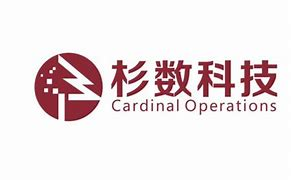 杉数科技
Cardinal Operations